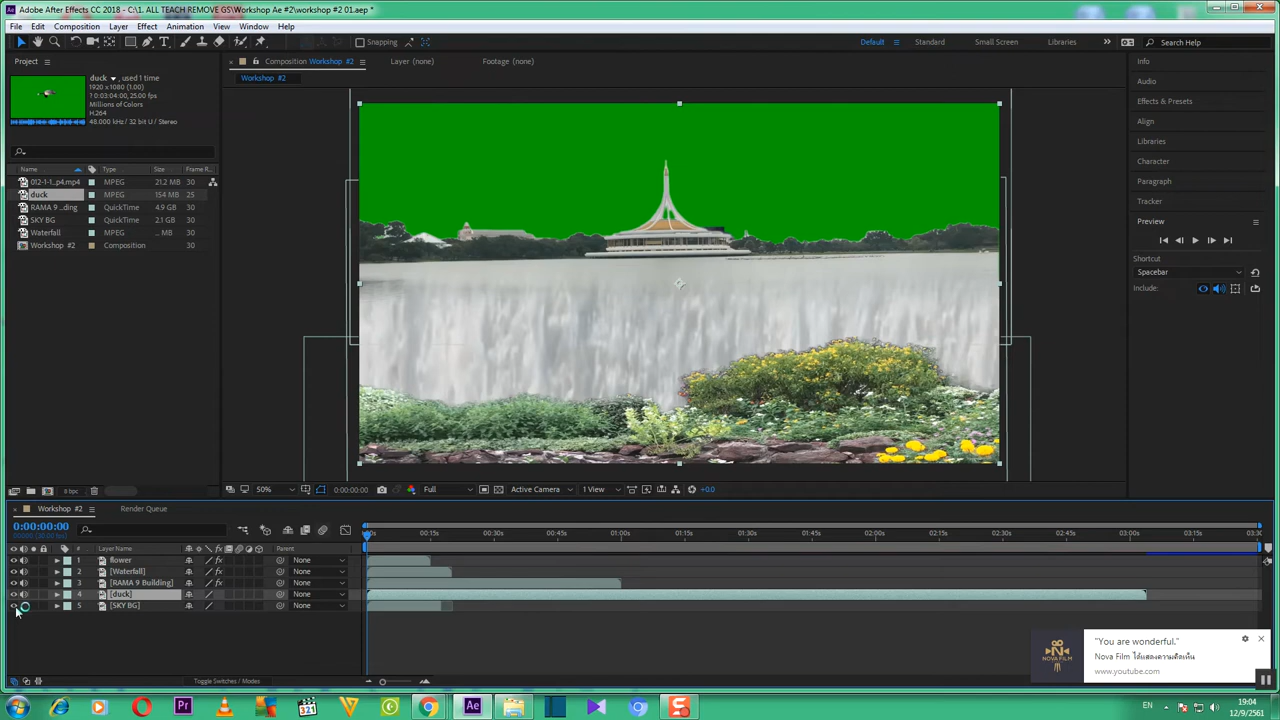 Adobe After Effects CC 2018 - C:\1. ALL TEACH REMOVE GS\Workshop Ae #2\workshop #2 01.aep *
File Edit Composition Layer Effect Animation View Window Help
Snapping
Default Standard Small Screen Libraries Search Help
Project
Composition Workshop #2
Layer (none)
Footage (none)
Info
Workshop #2
duck , used 1 time
1920 x 1080 (1.00)
0:03:04:00, 25.00 fps
Millions of Colors
H.264
48.000 kHz / 32 bit U / Stereo
Audio
Effects & Presets
Align
Libraries
Character
Paragraph
Tracker
Preview
Shortcut
Spacebar
Include:
Name Type Size Frame R...
012-1-1_p4.mp4 MPEG 21.2 MB 30
duck MPEG 154 MB 25
RAMA 9 ...ding QuickTime 4.9 GB 30
SKY BG QuickTime 2.1 GB 30
Waterfall MPEG ... MB 30
Workshop #2 Composition 30
8 bpc
50% 0:00:00:00 Full Active Camera 1 View +0.0
Workshop #2 Render Queue
0:00:00:00
# Layer Name Parent
00:15s 00:30s 00:45s 01:00s 01:15s 01:30s 01:45s 02:00s 02:15s 02:30s 02:45s 03:00s 03:15s 03:30
1 flower None
2 [Waterfall] None
3 [RAMA 9 Building] None
4 [duck] None
5 [SKY BG] None
Toggle Switches / Modes
NOVA FILM
"You are wonderful."
Nova Film ได้แสดงความคิดเห็น
www.youtube.com
EN 19:04
12/9/2561